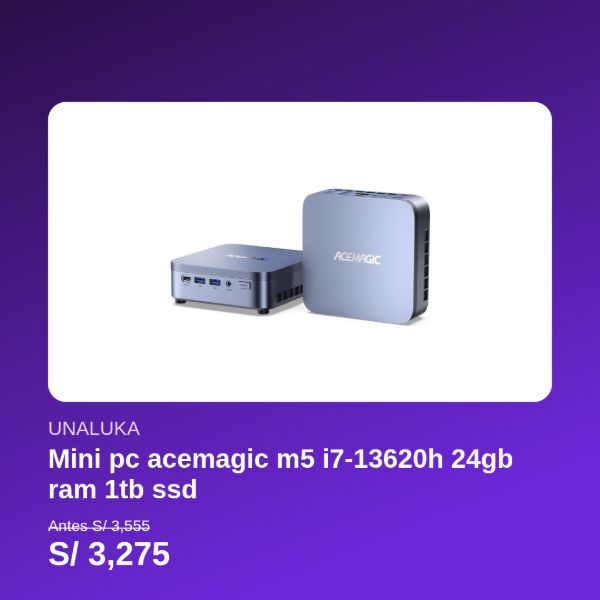 ACEMAGIC
UNALUKA
Mini pc acemagic m5 i7-13620h 24gb
ram 1tb ssd
Antes S/ 3,555
S/ 3,275